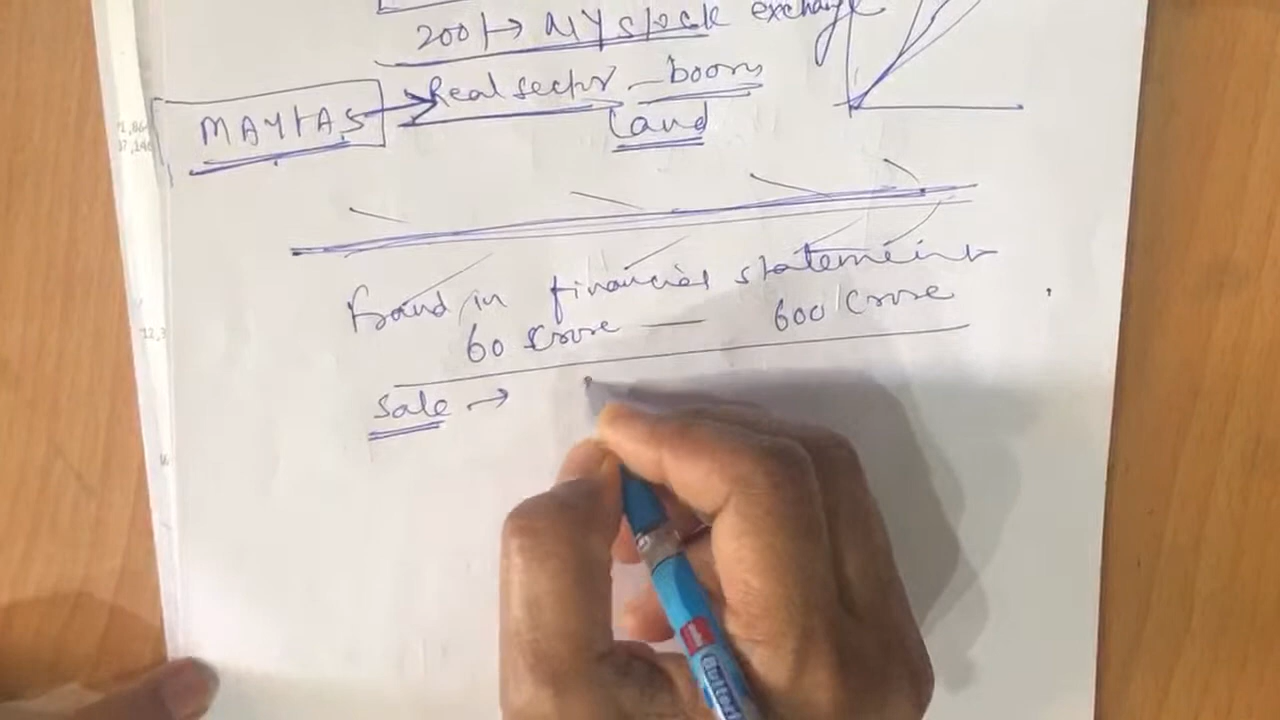 2001 → NY stock exchange
MAYTAS → Real sector - boom
Land
Fraud in financial statement
60 crore — 600 crore
Sale →